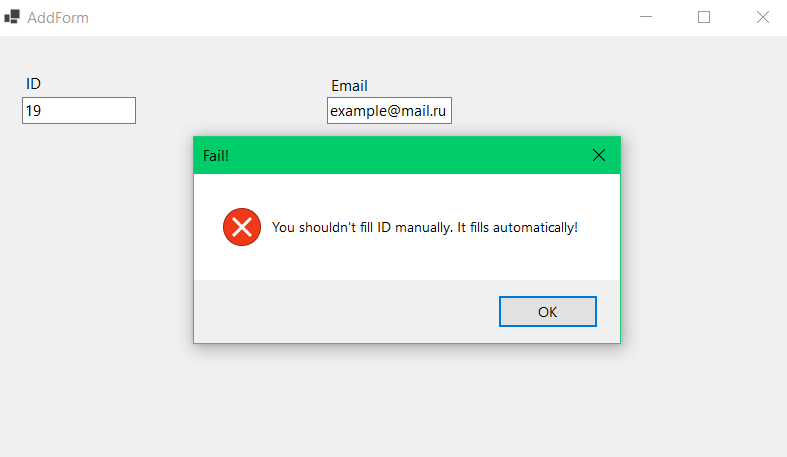 AddForm
ID
Email
19
example@mail.ru
Fail!
You shouldn't fill ID manually. It fills automatically!
OK